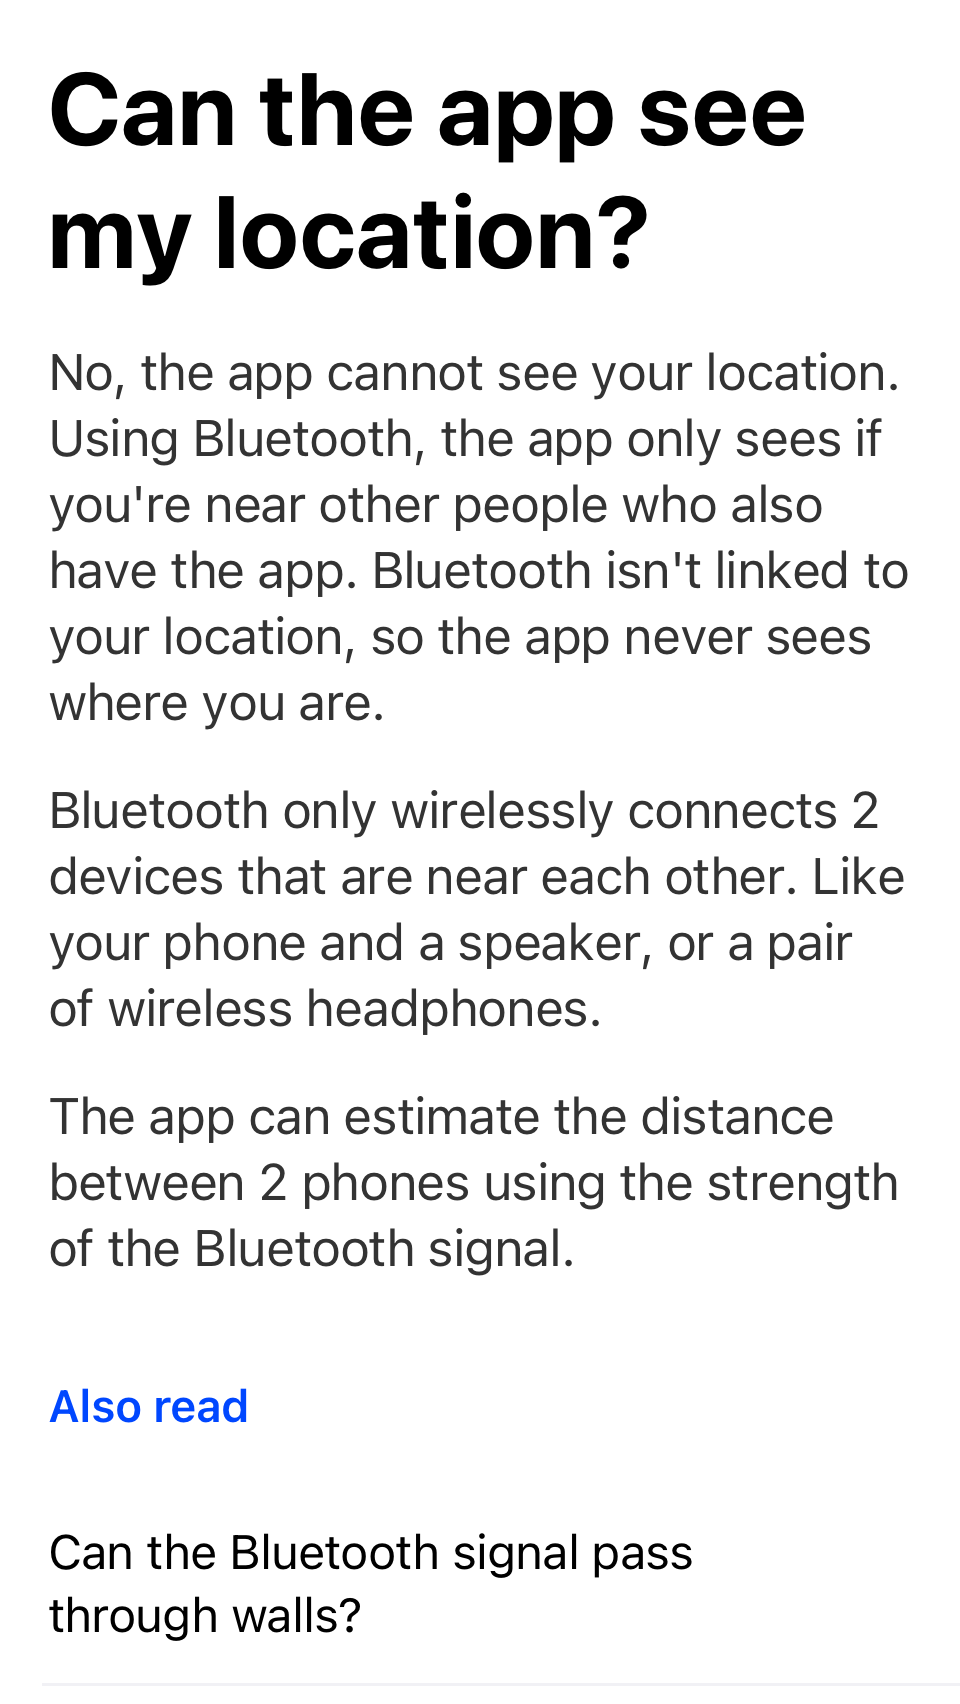 Can the app see
my location?
No, the app cannot see your location.
Using Bluetooth, the app only sees if
you're near other people who also
have the app. Bluetooth isn't linked to
your location, so the app never sees
where you are.
Bluetooth only wirelessly connects 2
devices that are near each other. Like
your phone and a speaker, or a pair
of wireless headphones.
The app can estimate the distance
between 2 phones using the strength
of the Bluetooth signal.
Also read
Can the Bluetooth signal pass
through walls?